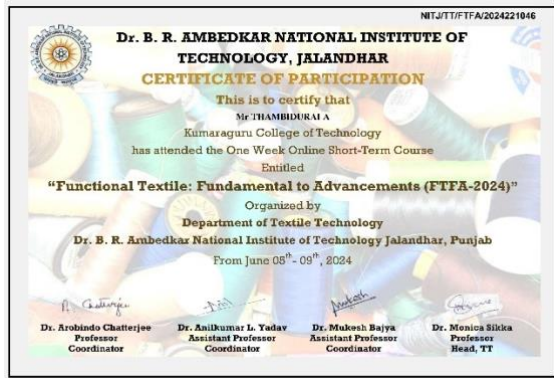 NITJ/TT/FTFA/2024221046
Dr. B. R. AMBEDKAR NATIONAL INSTITUTE OF
TECHNOLOGY, JALANDHAR
CERTIFICATE OF PARTICIPATION
This is to certify that
Mr THAMBIDURAI A
Kumaraguru College of Technology
has attended the One Week Online Short-Term Course
Entitled
“Functional Textile: Fundamental to Advancements (FTFA-2024)”
Organized by
Department of Textile Technology
Dr. B. R. Ambedkar National Institute of Technology Jalandhar, Punjab
From June 05th - 09th, 2024
Dr. Arobindo Chatterjee Dr. Anilkumar L. Yadav Dr. Mukesh Bajya Dr. Monica Sikka
Professor Assistant Professor Assistant Professor Professor
Coordinator Coordinator Coordinator Head, TT